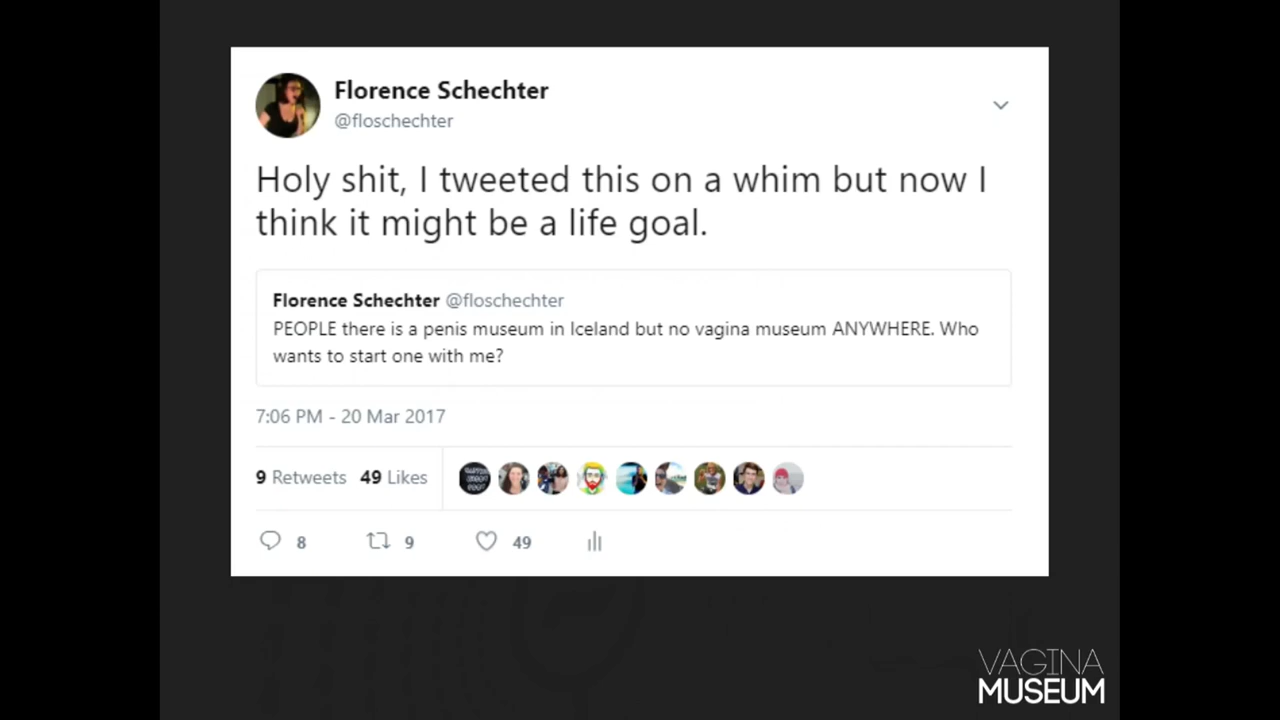 Florence Schechter
@floschechter
Holy shit, I tweeted this on a whim but now I
think it might be a life goal.
Florence Schechter @floschechter
PEOPLE there is a penis museum in Iceland but no vagina museum ANYWHERE. Who
wants to start one with me?
7:06 PM - 20 Mar 2017
9 Retweets 49 Likes
8 9 49
VAGINA
MUSEUM